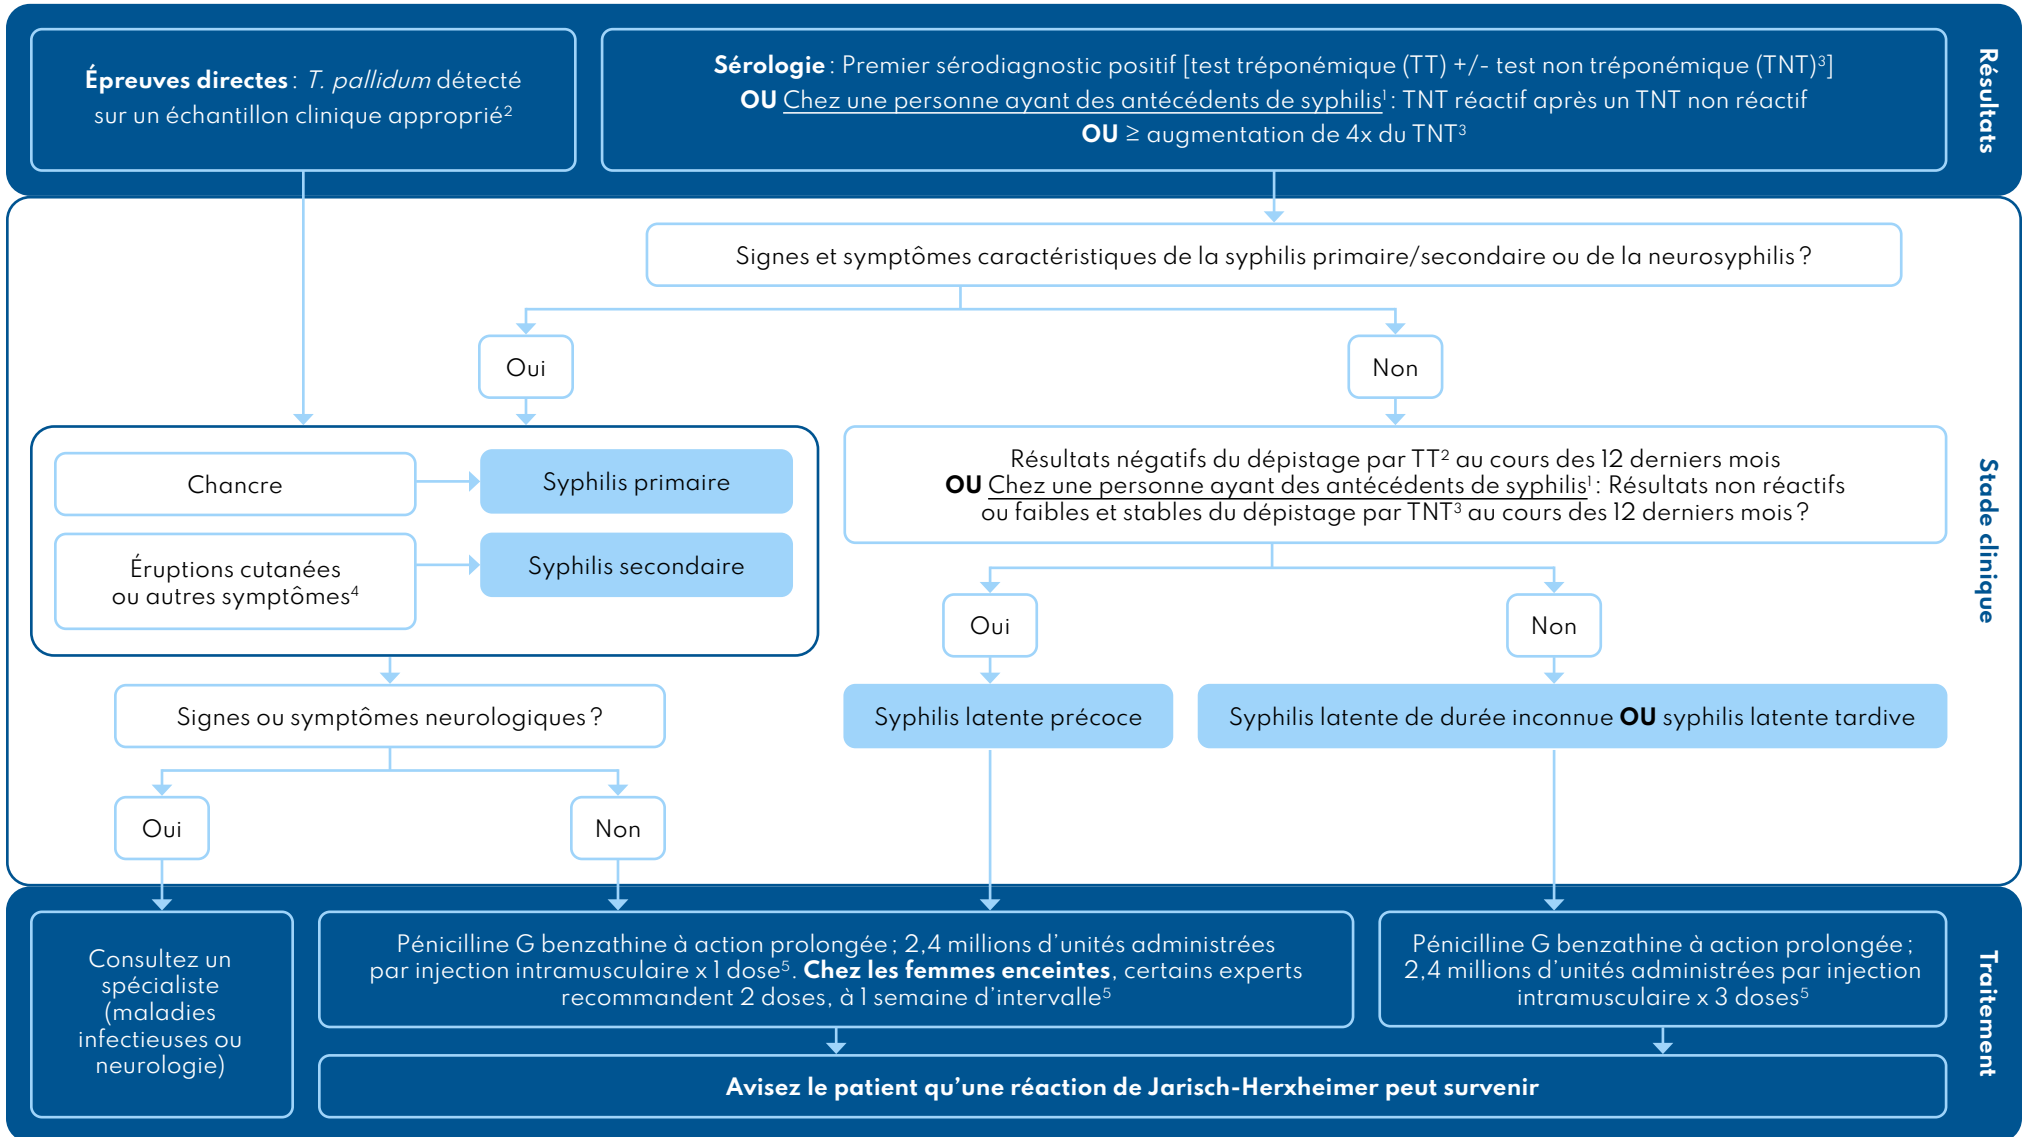 Résultats
Épreuves directes : T. pallidum détecté
sur un échantillon clinique approprié²
Sérologie : Premier sérodiagnostic positif [test tréponémique (TT) +/- test non tréponémique (TNT)³]
OU Chez une personne ayant des antécédents de syphilis¹ : TNT réactif après un TNT non réactif
OU ≥ augmentation de 4x du TNT³
Stade clinique
Signes et symptômes caractéristiques de la syphilis primaire/secondaire ou de la neurosyphilis ?
Oui
Non
Chancre
Syphilis primaire
Éruptions cutanées
ou autres symptômes⁴
Syphilis secondaire
Résultats négatifs du dépistage par TT² au cours des 12 derniers mois
OU Chez une personne ayant des antécédents de syphilis¹ : Résultats non réactifs
ou faibles et stables du dépistage par TNT³ au cours des 12 derniers mois ?
Oui
Non
Signes ou symptômes neurologiques ?
Syphilis latente précoce
Syphilis latente de durée inconnue OU syphilis latente tardive
Oui
Non
Traitement
Consultez un
spécialiste
(maladies
infectieuses ou
neurologie)
Pénicilline G benzathine à action prolongée ; 2,4 millions d’unités administrées
par injection intramusculaire x 1 dose⁵. Chez les femmes enceintes, certains experts
recommandent 2 doses, à 1 semaine d’intervalle⁵
Pénicilline G benzathine à action prolongée ;
2,4 millions d’unités administrées par injection
intramusculaire x 3 doses⁵
Avisez le patient qu’une réaction de Jarisch-Herxheimer peut survenir